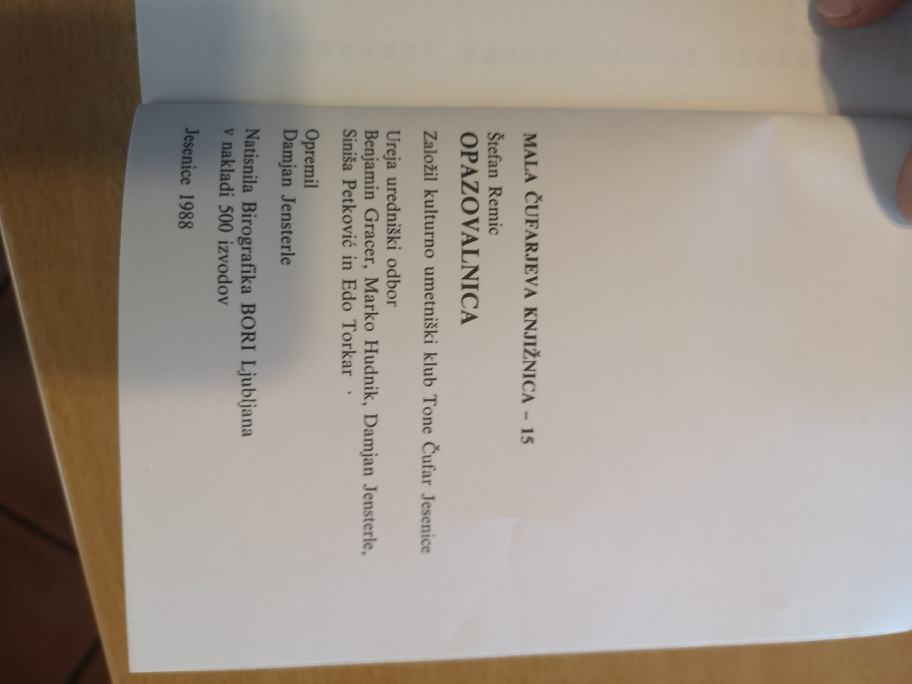 MALA ČUFARJEVA KNJIŽNICA – 15
Štefan Remic
OPAZOVALNICA
Založil kulturno umetniški klub Tone Čufar Jesenice
Ureja uredniški odbor
Benjamin Gracer, Marko Hudnik, Damjan Jensterle,
Siniša Petković in Edo Torkar
Opremil
Damjan Jensterle
Natisnila Birografika BORI Ljubljana
v nakladi 500 izvodov
Jesenice 1988